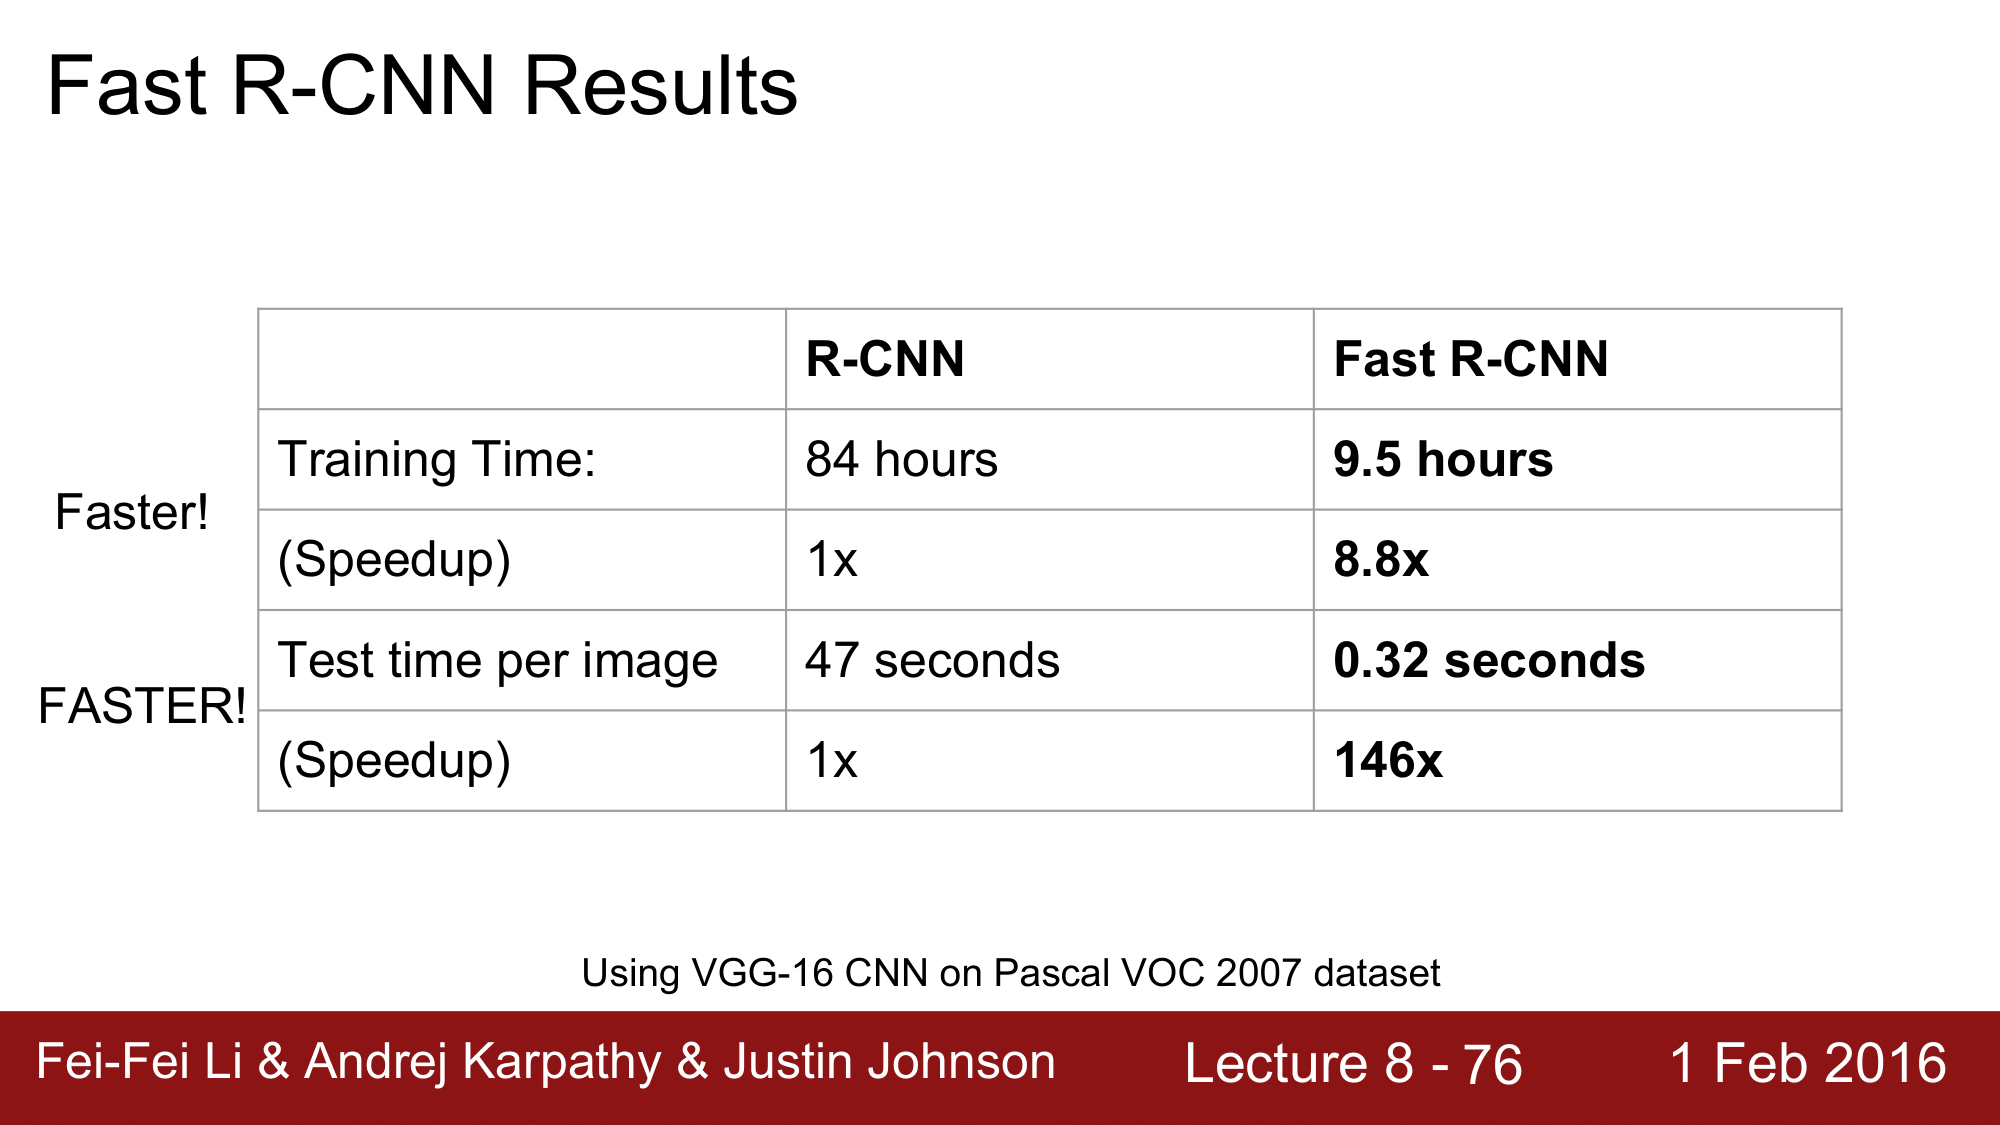 Fast R-CNN Results
R-CNN Fast R-CNN
Training Time: 84 hours 9.5 hours
Faster!
(Speedup) 1x 8.8x
Test time per image 47 seconds 0.32 seconds
FASTER!
(Speedup) 1x 146x
Using VGG-16 CNN on Pascal VOC 2007 dataset
Fei-Fei Li & Andrej Karpathy & Justin Johnson Lecture 8 - 76 1 Feb 2016